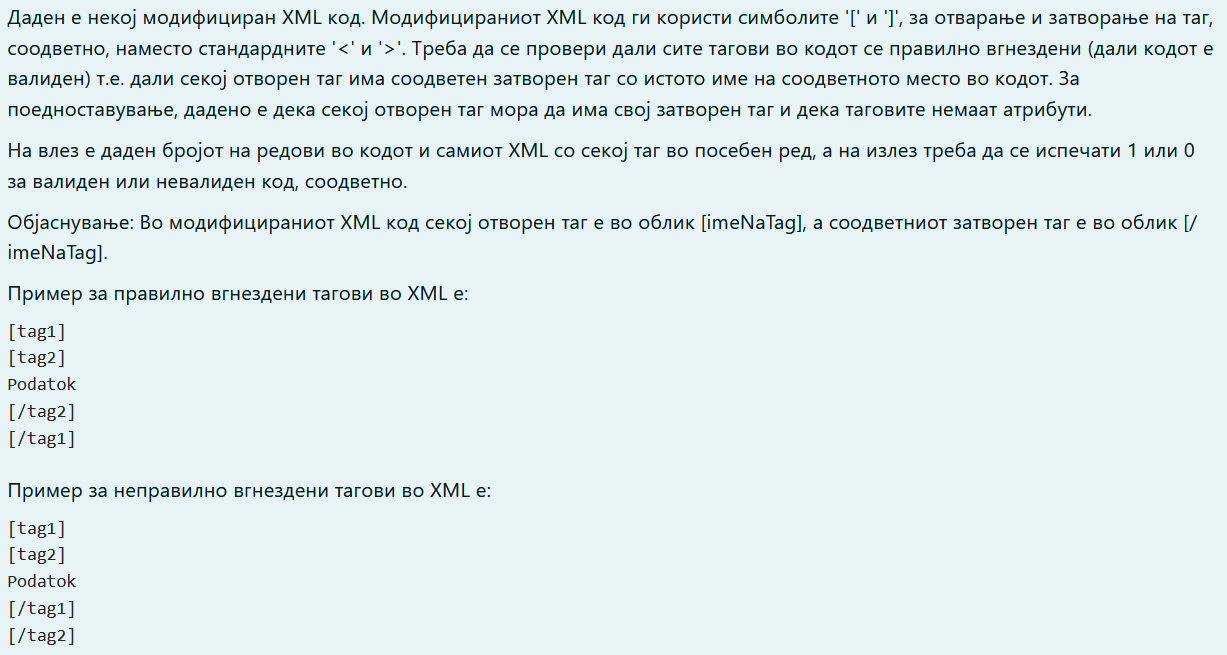 Даден е некој модифициран XML код. Модифицираниот XML код ги користи симболите '[' и ']', за отварање и затворање на таг,
соодветно, наместо стандардните '<' и '>'. Треба да се провери дали сите тагови во кодот се правилно вгнездени (дали кодот е
валиден) т.е. дали секој отворен таг има соодветен затворен таг со истото име на соодветното место во кодот. За
поедноставување, дадено е дека секој отворен таг мора да има свој затворен таг и дека таговите немаат атрибути.
На влез е даден бројот на редови во кодот и самиот XML со секој таг во посебен ред, а на излез треба да се испечати 1 или 0
за валиден или невалиден код, соодветно.
Објаснување: Во модифицираниот XML код секој отворен таг е во облик [imeNaTag], а соодветниот затворен таг е во облик [/
imeNaTag].
Пример за правилно вгнездени тагови во XML е:
[tag1]
[tag2]
Podatok
[/tag2]
[/tag1]
Пример за неправилно вгнездени тагови во XML е:
[tag1]
[tag2]
Podatok
[/tag1]
[/tag2]